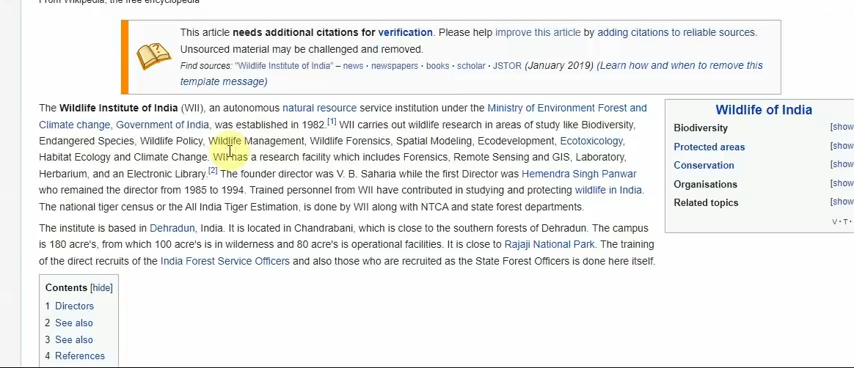 From Wikipedia, the free encyclopedia
This article needs additional citations for verification. Please help improve this article by adding citations to reliable sources.
Unsourced material may be challenged and removed.
Find sources: "Wildlife Institute of India" – news · newspapers · books · scholar · JSTOR (January 2019) (Learn how and when to remove this
template message)
The Wildlife Institute of India (WII), an autonomous natural resource service institution under the Ministry of Environment Forest and
Climate change, Government of India, was established in 1982.[1] WII carries out wildlife research in areas of study like Biodiversity,
Endangered Species, Wildlife Policy, Wildlife Management, Wildlife Forensics, Spatial Modeling, Ecodevelopment, Ecotoxicology,
Habitat Ecology and Climate Change. WII has a research facility which includes Forensics, Remote Sensing and GIS, Laboratory,
Herbarium, and an Electronic Library.[2] The founder director was V. B. Saharia while the first Director was Hemendra Singh Panwar
who remained the director from 1985 to 1994. Trained personnel from WII have contributed in studying and protecting wildlife in India.
The national tiger census or the All India Tiger Estimation, is done by WII along with NTCA and state forest departments.
The institute is based in Dehradun, India. It is located in Chandrabani, which is close to the southern forests of Dehradun. The campus
is 180 acre's, from which 100 acre's is in wilderness and 80 acre's is operational facilities. It is close to Rajaji National Park. The training
of the direct recruits of the India Forest Service Officers and also those who are recruited as the State Forest Officers is done here itself.
Contents [hide]
1 Directors
2 See also
3 See also
4 References
Wildlife of India
Biodiversity [show
Protected areas [show
Conservation [show
Organisations [show
Related topics [show
V · T ·